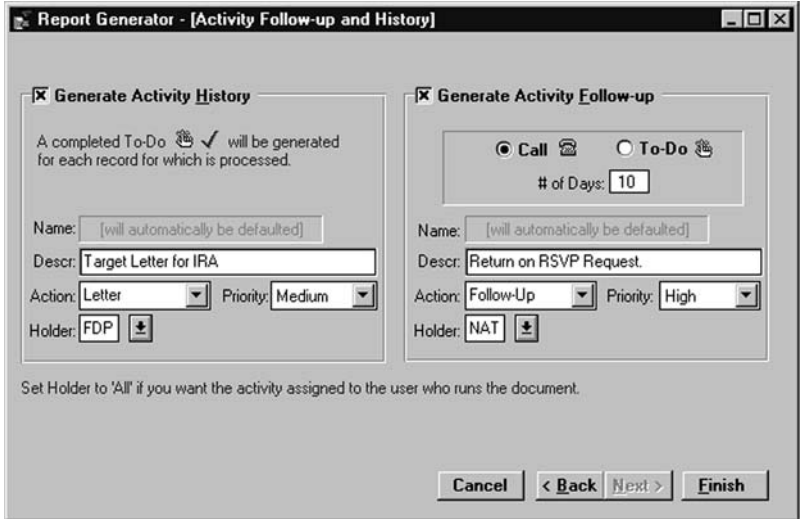 Report Generator - [Activity Follow-up and History]
Generate Activity History
A completed To-Do will be generated
for each record for which is processed.
Name: [will automatically be defaulted]
Descr: Target Letter for IRA
Action: Letter Priority: Medium
Holder: FDP
Generate Activity Follow-up
Call To-Do
# of Days: 10
Name: [will automatically be defaulted]
Descr: Return on RSVP Request.
Action: Follow-Up Priority: High
Holder: NAT
Set Holder to 'All' if you want the activity assigned to the user who runs the document.
Cancel < Back Next > Finish